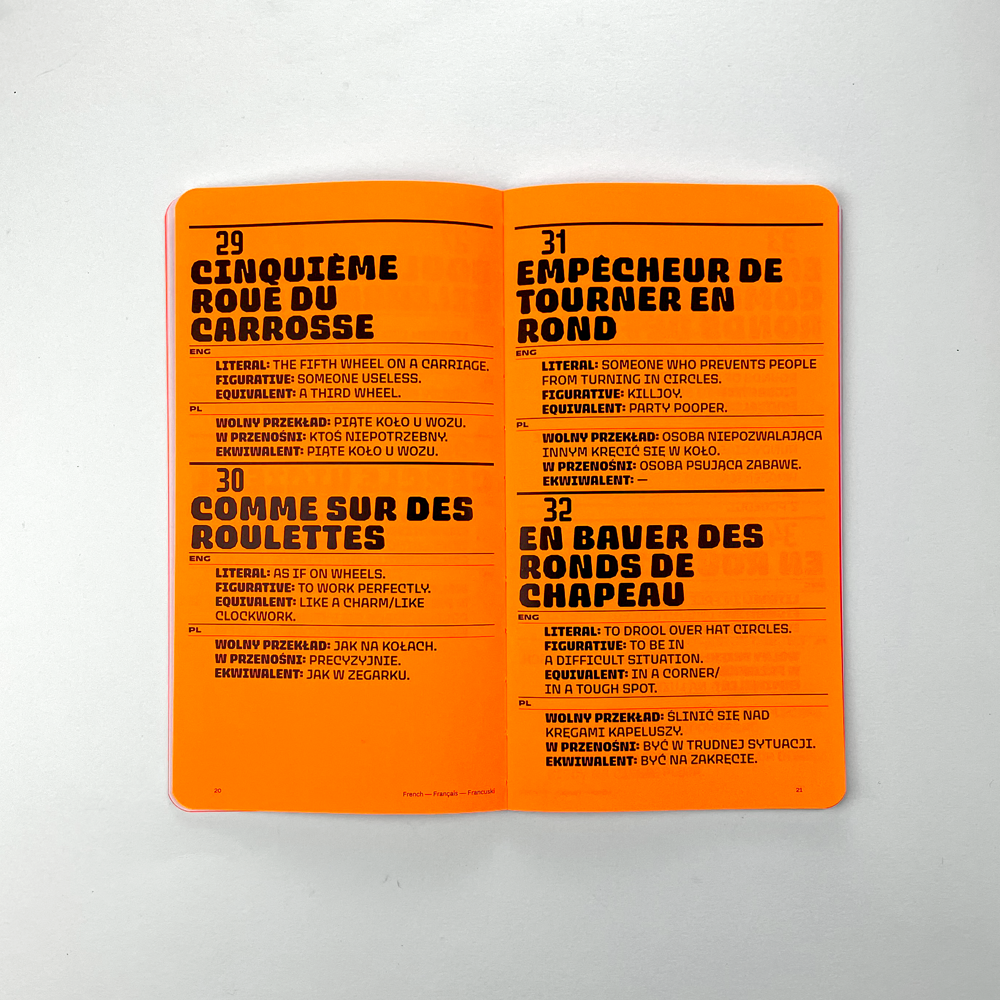 29
CINQUIÈME
ROUE DU
CARROSSE
ENG
LITERAL: THE FIFTH WHEEL ON A CARRIAGE.
FIGURATIVE: SOMEONE USELESS.
EQUIVALENT: A THIRD WHEEL.
PL
WOLNY PRZEKŁAD: PIĄTE KOŁO U WOZU.
W PRZENOŚNI: KTOŚ NIEPOTRZEBNY.
EKWIWALENT: PIĄTE KOŁO U WOZU.
30
COMME SUR DES
ROULETTES
ENG
LITERAL: AS IF ON WHEELS.
FIGURATIVE: TO WORK PERFECTLY.
EQUIVALENT: LIKE A CHARM/LIKE
CLOCKWORK.
PL
WOLNY PRZEKŁAD: JAK NA KOŁACH.
W PRZENOŚNI: PRECYZYJNIE.
EKWIWALENT: JAK W ZEGARKU.
20
French — Français — Francuski
31
EMPÊCHEUR DE
TOURNER EN
ROND
ENG
LITERAL: SOMEONE WHO PREVENTS PEOPLE
FROM TURNING IN CIRCLES.
FIGURATIVE: KILLJOY.
EQUIVALENT: PARTY POOPER.
PL
WOLNY PRZEKŁAD: OSOBA NIEPOZWALAJĄCA
INNYM KRĘCIĆ SIĘ W KOŁO.
W PRZENOŚNI: OSOBA PSUJĄCA ZABAWĘ.
EKWIWALENT: —
32
EN BAVER DES
RONDS DE
CHAPEAU
ENG
LITERAL: TO DROOL OVER HAT CIRCLES.
FIGURATIVE: TO BE IN
A DIFFICULT SITUATION.
EQUIVALENT: IN A CORNER/
IN A TOUGH SPOT.
PL
WOLNY PRZEKŁAD: ŚLINIĆ SIĘ NAD
KRĘGAMI KAPELUSZY.
W PRZENOŚNI: BYĆ W TRUDNEJ SYTUACJI.
EKWIWALENT: BYĆ NA ZAKRĘCIE.
21